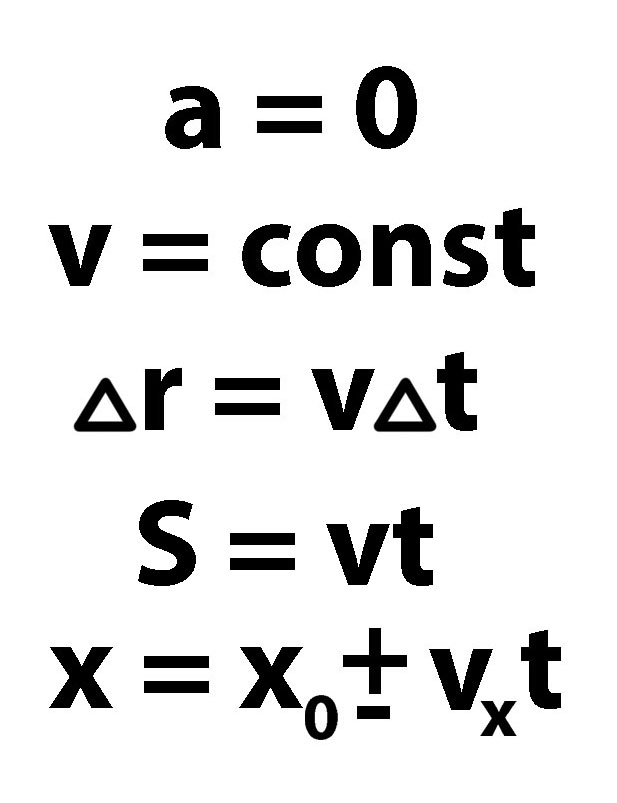 a = 0
v = const
△r = v△t
S = vt
x = x₀ ± vₓt